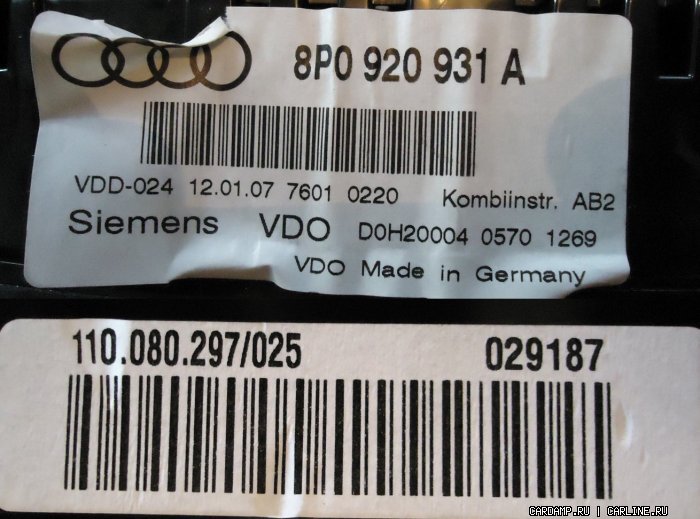 8P0 920 931 A
VDD-024 12.01.07 7601 0220 Kombiinstr. AB2
Siemens VDO D0H20004 0570 1269
VDO Made in Germany
110.080.297/025 029187
CARDAMP.RU | CARLINE.RU